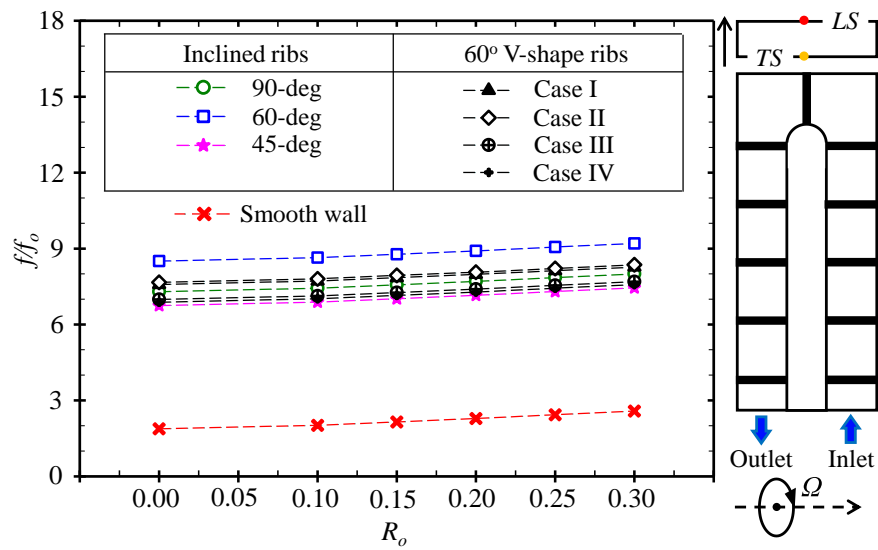 18
15
12
9
6
3
0
f/fₒ
Inclined ribs
60° V-shape ribs
90-deg
60-deg
45-deg
Case I
Case II
Case III
Case IV
Smooth wall
0.00 0.05 0.10 0.15 0.20 0.25 0.30
Rₒ
LS
TS
Outlet Inlet
Ω